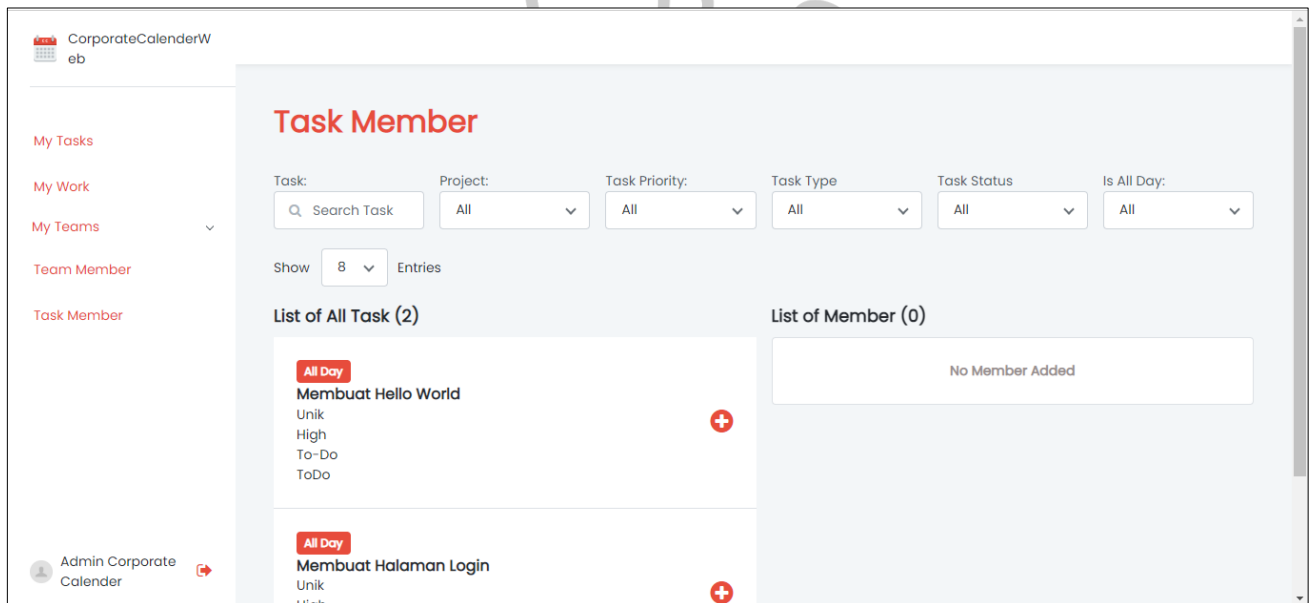 CorporateCalenderW
eb
My Tasks
My Work
My Teams
Team Member
Task Member
Admin Corporate
Calender
Task Member
Task: Project: Task Priority: Task Type Task Status Is All Day:
Search Task All All All All All
Show 8 Entries
List of All Task (2)
All Day
Membuat Hello World
Unik
High
To-Do
ToDo
All Day
Membuat Halaman Login
Unik
High
List of Member (0)
No Member Added